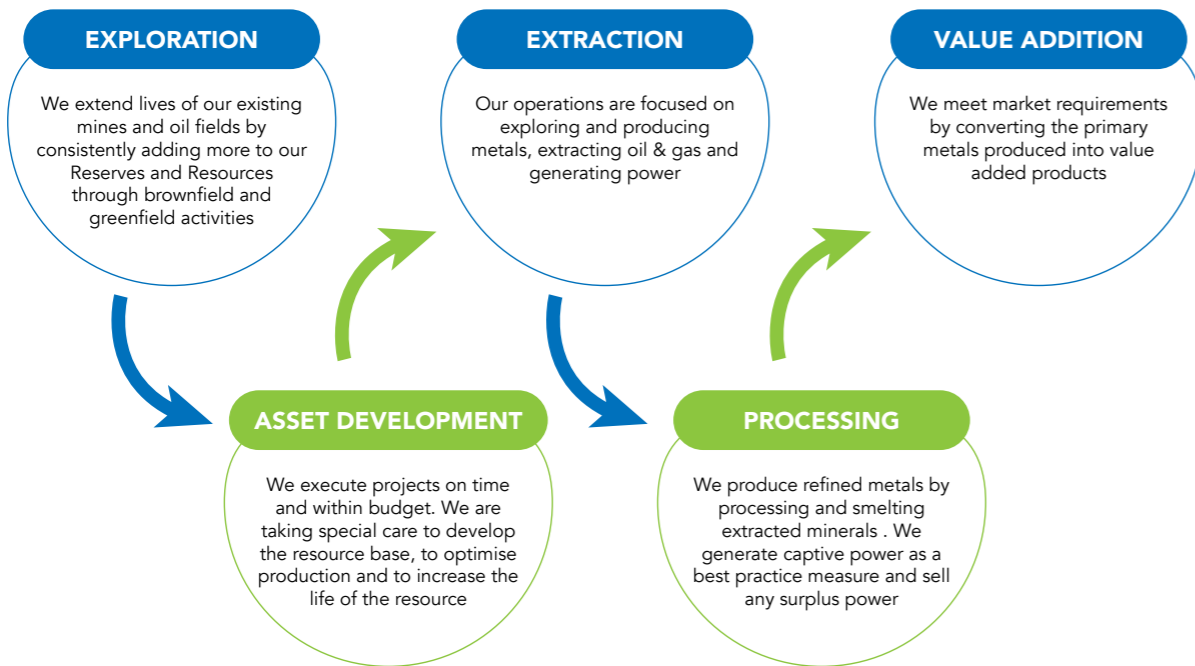 EXPLORATION
We extend lives of our existing
mines and oil fields by
consistently adding more to our
Reserves and Resources
through brownfield and
greenfield activities
ASSET DEVELOPMENT
We execute projects on time
and within budget. We are
taking special care to develop
the resource base, to optimise
production and to increase the
life of the resource
EXTRACTION
Our operations are focused on
exploring and producing
metals, extracting oil & gas and
generating power
PROCESSING
We produce refined metals by
processing and smelting
extracted minerals . We
generate captive power as a
best practice measure and sell
any surplus power
VALUE ADDITION
We meet market requirements
by converting the primary
metals produced into value
added products